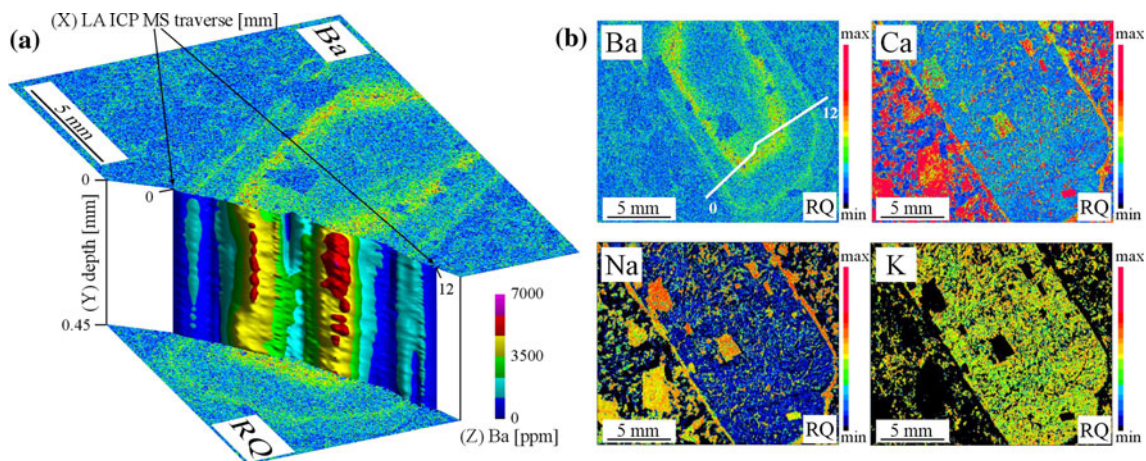 (a)
(X) LA ICP MS traverse [mm]
Ba
5 mm
0
0
(Y) depth [mm]
0.45
12
7000
3500
0
(Z) Ba [ppm]
RQ
(b)
Ba
12
0
5 mm
RQ
max
min
Ca
5 mm
RQ
max
min
Na
5 mm
RQ
max
min
K
5 mm
RQ
max
min